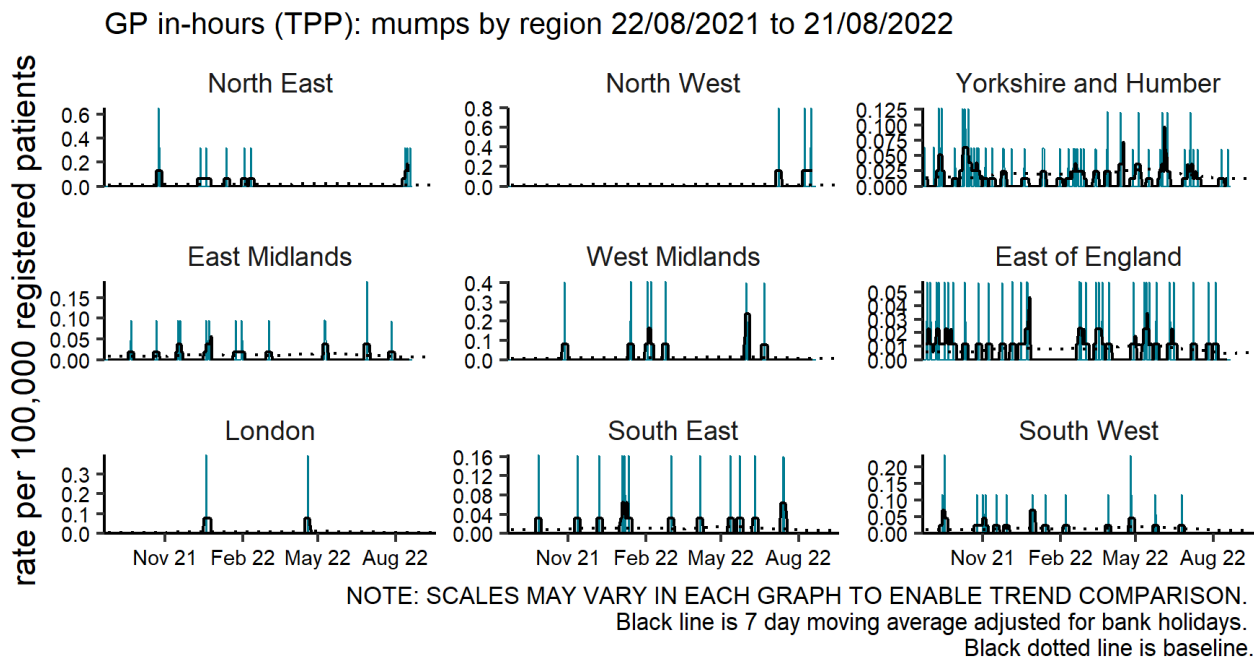 GP in-hours (TPP): mumps by region 22/08/2021 to 21/08/2022
rate per 100,000 registered patients
North East
0.6
0.4
0.2
0.0
North West
0.8
0.6
0.4
0.2
0.0
Yorkshire and Humber
0.125
0.100
0.075
0.050
0.025
0.000
East Midlands
0.15
0.10
0.05
0.00
West Midlands
0.4
0.3
0.2
0.1
0.0
East of England
0.05
0.04
0.03
0.02
0.01
0.00
London
0.3
0.2
0.1
0.0
Nov 21 Feb 22 May 22 Aug 22
South East
0.16
0.12
0.08
0.04
0.00
Nov 21 Feb 22 May 22 Aug 22
South West
0.20
0.15
0.10
0.05
0.00
Nov 21 Feb 22 May 22 Aug 22
NOTE: SCALES MAY VARY IN EACH GRAPH TO ENABLE TREND COMPARISON.
Black line is 7 day moving average adjusted for bank holidays.
Black dotted line is baseline.